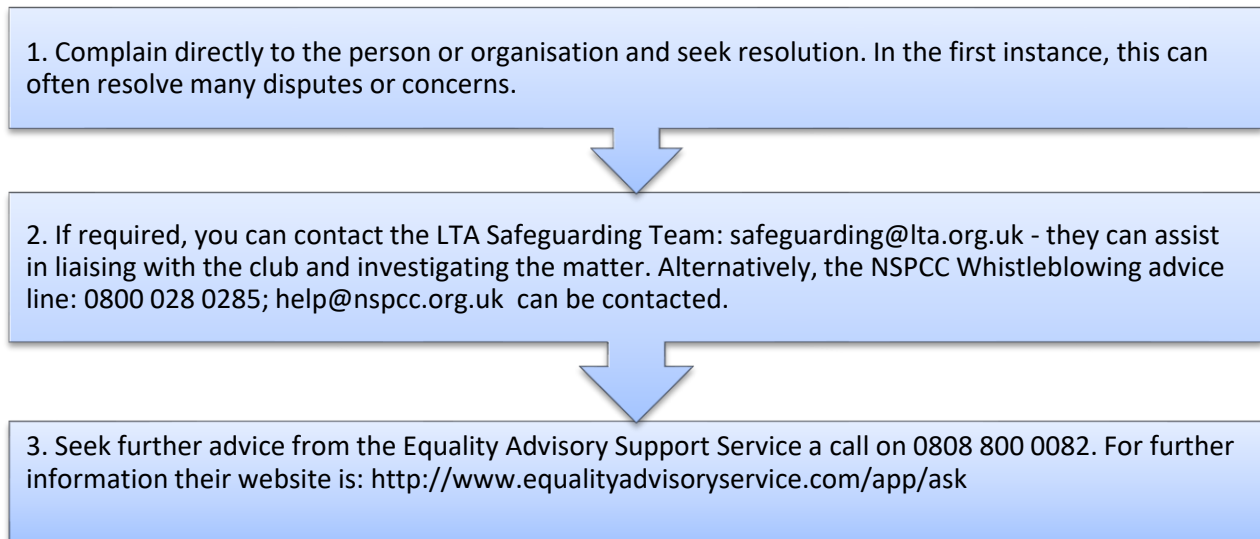 1. Complain directly to the person or organisation and seek resolution. In the first instance, this can
often resolve many disputes or concerns.
2. If required, you can contact the LTA Safeguarding Team: safeguarding@lta.org.uk - they can assist
in liaising with the club and investigating the matter. Alternatively, the NSPCC Whistleblowing advice
line: 0800 028 0285; help@nspcc.org.uk  can be contacted.
3. Seek further advice from the Equality Advisory Support Service a call on 0808 800 0082. For further
information their website is: http://www.equalityadvisoryservice.com/app/ask